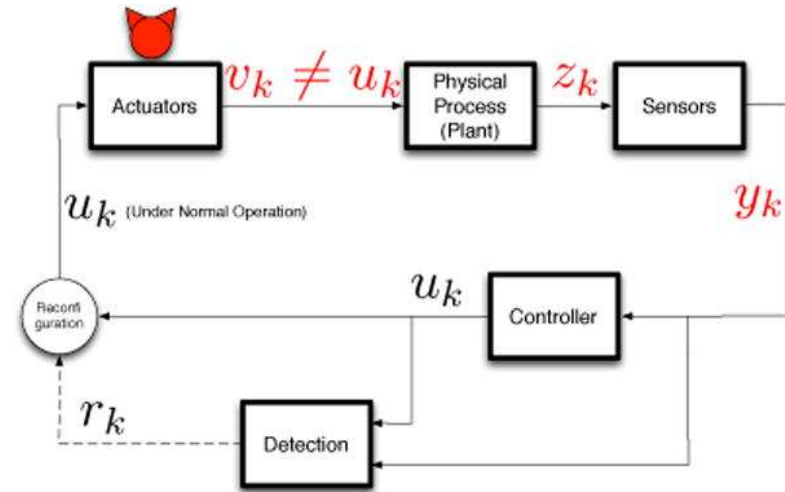 Actuators
v_k ≠ u_k
Physical
Process
(Plant)
z_k
Sensors
y_k
u_k (Under Normal Operation)
Reconfi
guration
u_k
Controller
r_k
Detection